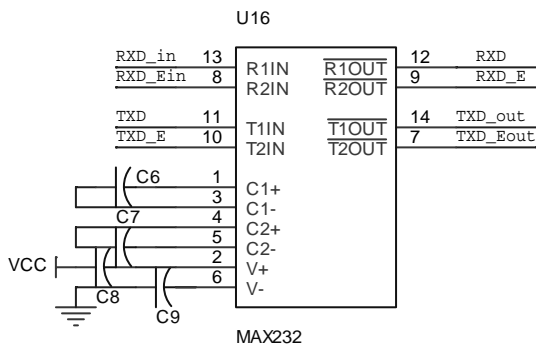 U16
RXD_in 13 R1IN R1OUT 12 RXD
RXD_Ein 8 R2IN R2OUT 9 RXD_E
TXD 11 T1IN T1OUT 14 TXD_out
TXD_E 10 T2IN T2OUT 7 TXD_Eout
C6 1 C1+
3 C1-
C7 4 C2+
5 C2-
VCC 2 V+
C8 6 V-
C9
MAX232